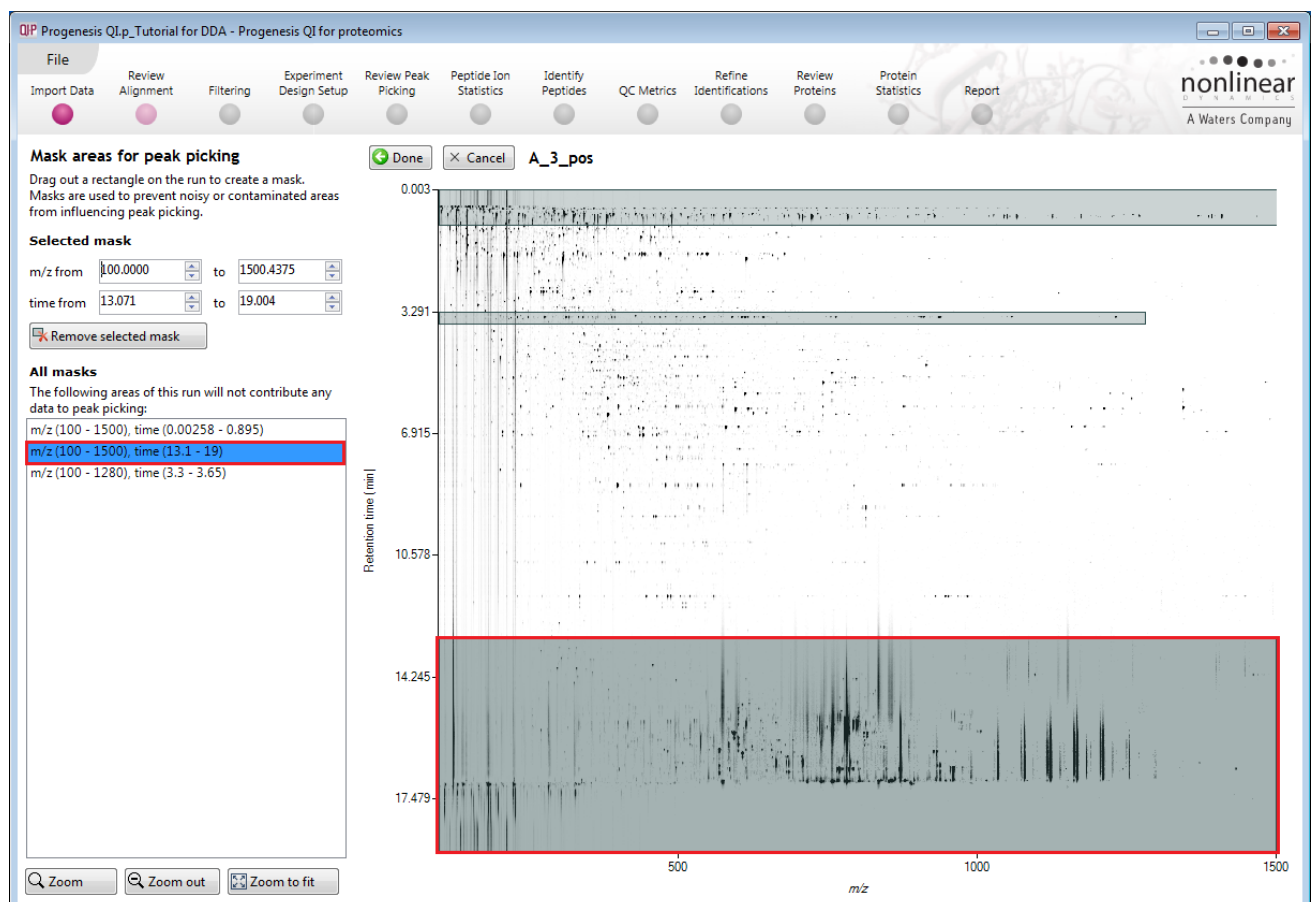 Progenesis QI.p_Tutorial for DDA - Progenesis QI for proteomics
File
Import Data
Review Alignment
Filtering
Experiment Design Setup
Review Peak Picking
Peptide Ion Statistics
Identify Peptides
QC Metrics
Refine Identifications
Review Proteins
Protein Statistics
Report
nonlinear
DYNAMICS
A Waters Company
Mask areas for peak picking
Drag out a rectangle on the run to create a mask.
Masks are used to prevent noisy or contaminated areas
from influencing peak picking.
Selected mask
m/z from 100.0000 to 1500.4375
time from 13.071 to 19.004
Remove selected mask
All masks
The following areas of this run will not contribute any
data to peak picking:
m/z (100 - 1500), time (0.00258 - 0.895)
m/z (100 - 1500), time (13.1 - 19)
m/z (100 - 1280), time (3.3 - 3.65)
Zoom
Zoom out
Zoom to fit
Done
Cancel
A_3_pos
0.003
3.291
6.915
10.578
14.245
17.479
Retention time (min)
500
1000
1500
m/z